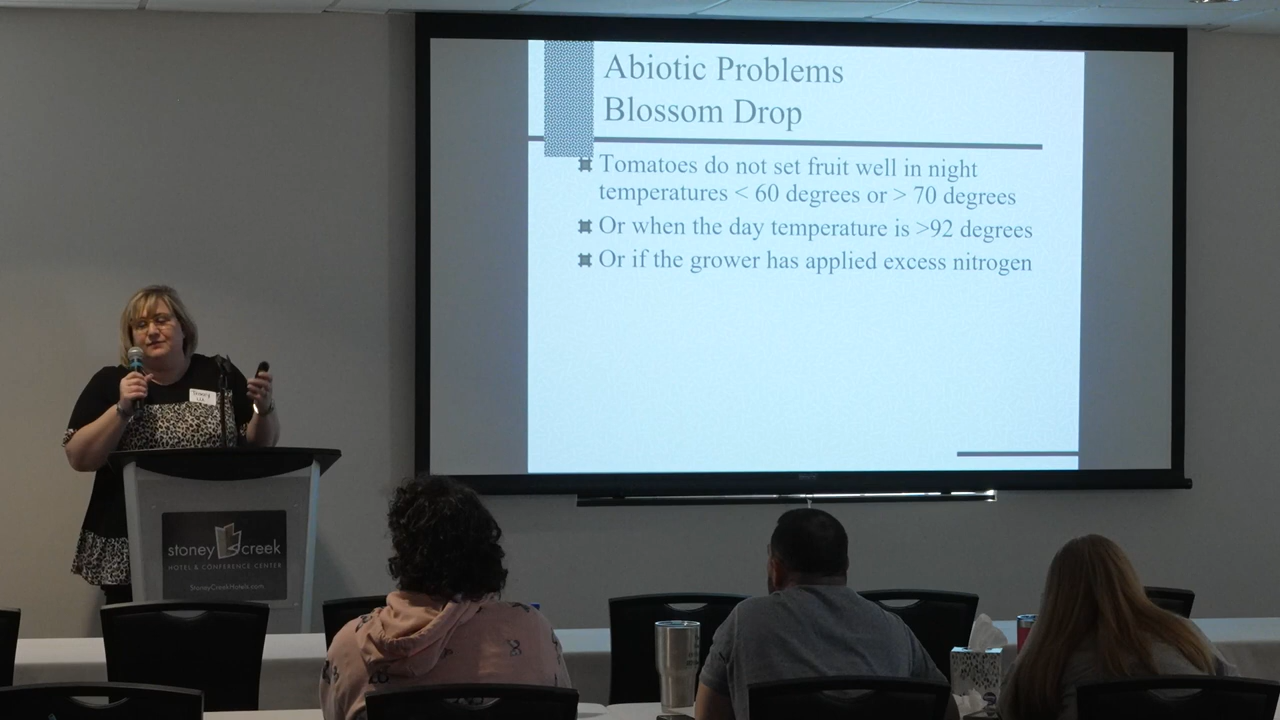 Abiotic Problems
Blossom Drop
Tomatoes do not set fruit well in night
temperatures < 60 degrees or > 70 degrees
Or when the day temperature is >92 degrees
Or if the grower has applied excess nitrogen
stoney creek
HOTEL & CONFERENCE CENTER
StoneyCreekHotels.com